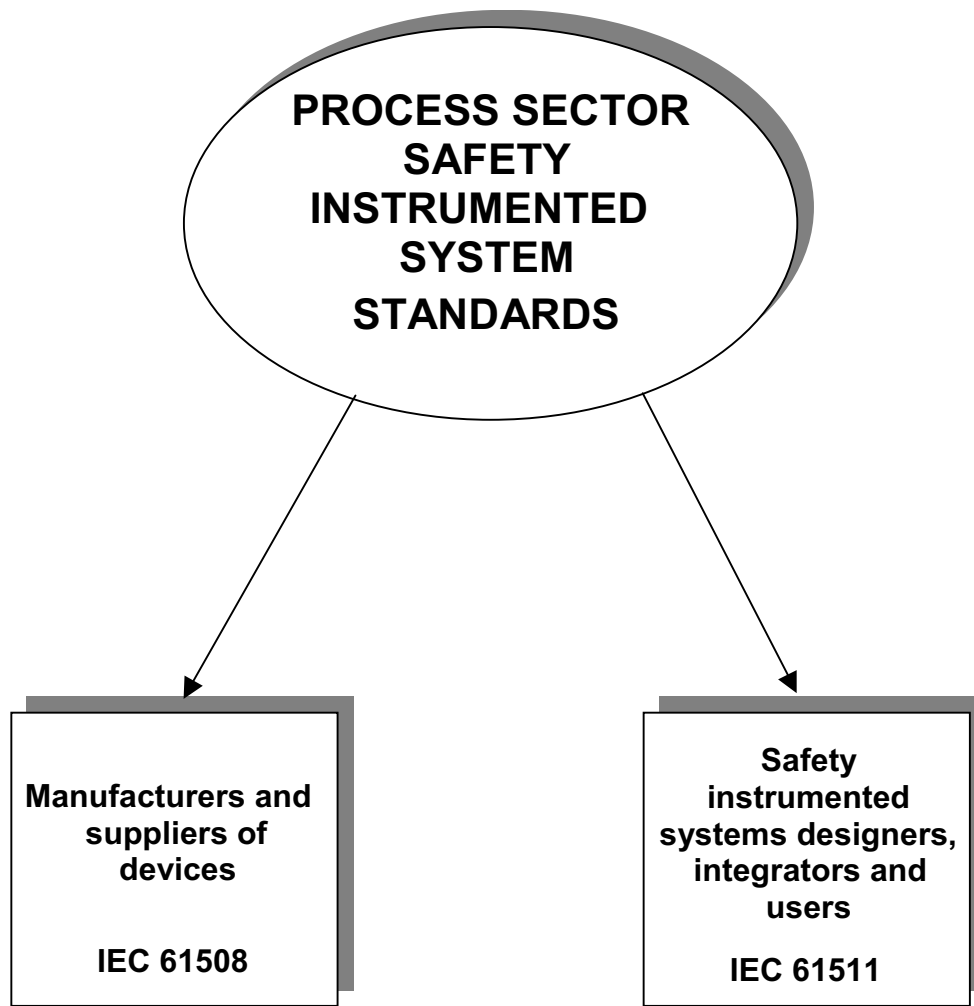 PROCESS SECTOR
SAFETY
INSTRUMENTED
SYSTEM
STANDARDS
Manufacturers and
suppliers of
devices
IEC 61508
Safety
instrumented
systems designers,
integrators and
users
IEC 61511